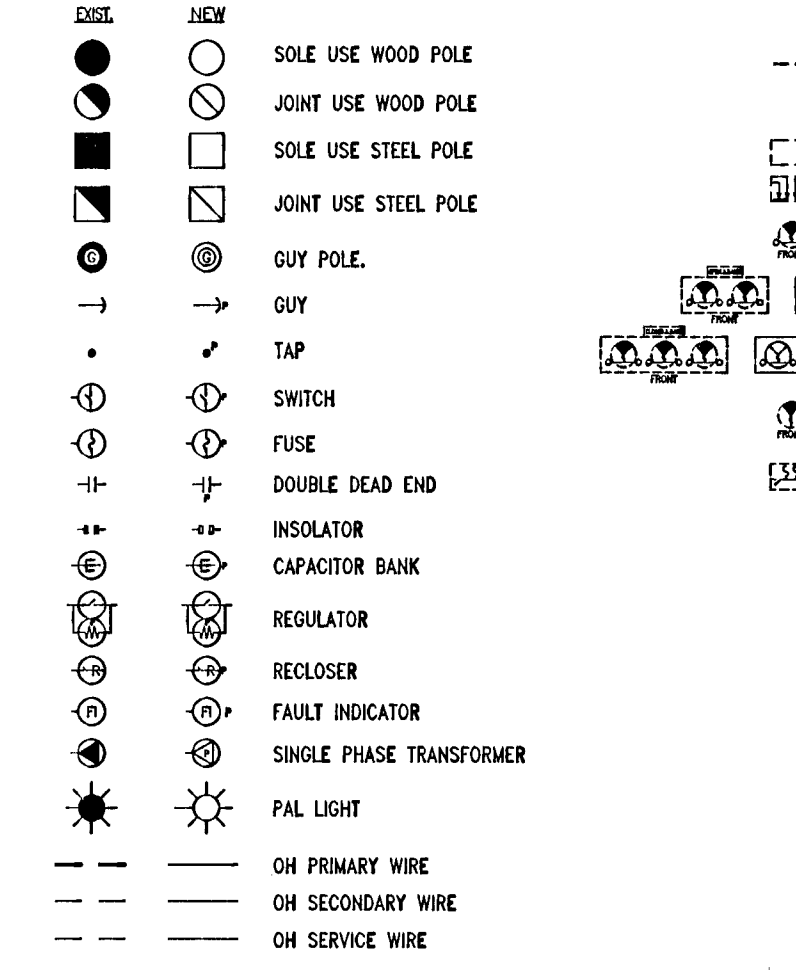 EXIST. NEW
SOLE USE WOOD POLE
JOINT USE WOOD POLE
SOLE USE STEEL POLE
JOINT USE STEEL POLE
G G GUY POLE.
P GUY
P TAP
P SWITCH
P FUSE
P DOUBLE DEAD END
INSOLATOR
E E P CAPACITOR BANK
REGULATOR
R R P RECLOSER
FI FI P FAULT INDICATOR
P SINGLE PHASE TRANSFORMER
PAL LIGHT
OH PRIMARY WIRE
OH SECONDARY WIRE
OH SERVICE WIRE
FRONT
FRONT